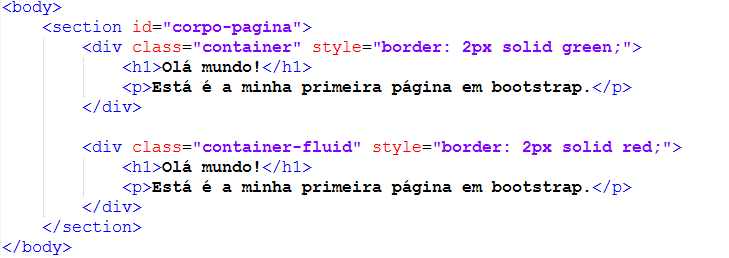 <body>
<section id="corpo-pagina">
<div class="container" style="border: 2px solid green;">
<h1>Olá mundo!</h1>
<p>Está é a minha primeira página em bootstrap.</p>
</div>
<div class="container-fluid" style="border: 2px solid red;">
<h1>Olá mundo!</h1>
<p>Está é a minha primeira página em bootstrap.</p>
</div>
</section>
</body>